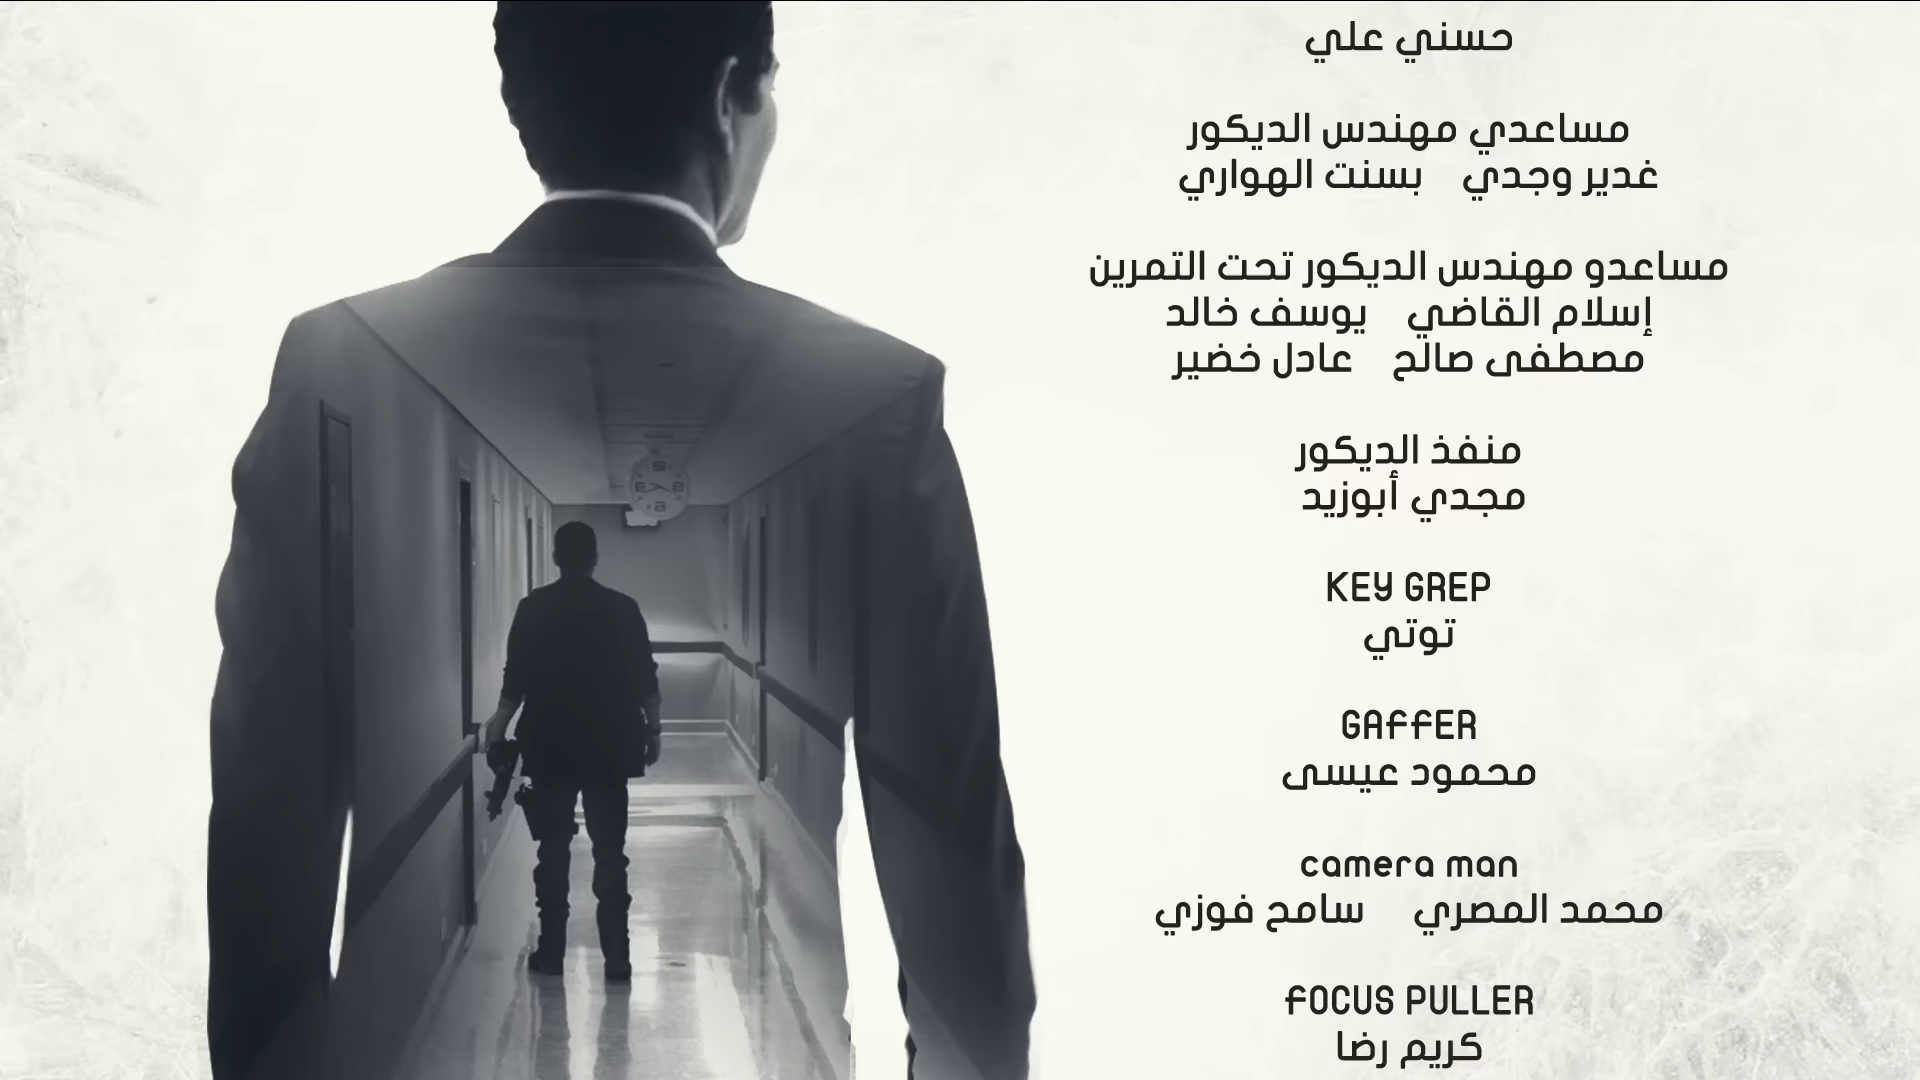 حسني علي
مساعدي مهندس الديكور
غدير وجدي    بسنت الهواري
مساعدو مهندس الديكور تحت التمرين
إسلام القاضي    يوسف خالد
مصطفى صالح    عادل خضير
منفذ الديكور
مجدي أبوزيد
KEY GREP
توتي
GAFFER
محمود عيسى
camera man
محمد المصري    سامح فوزي
FOCUS PULLER
كريم رضا